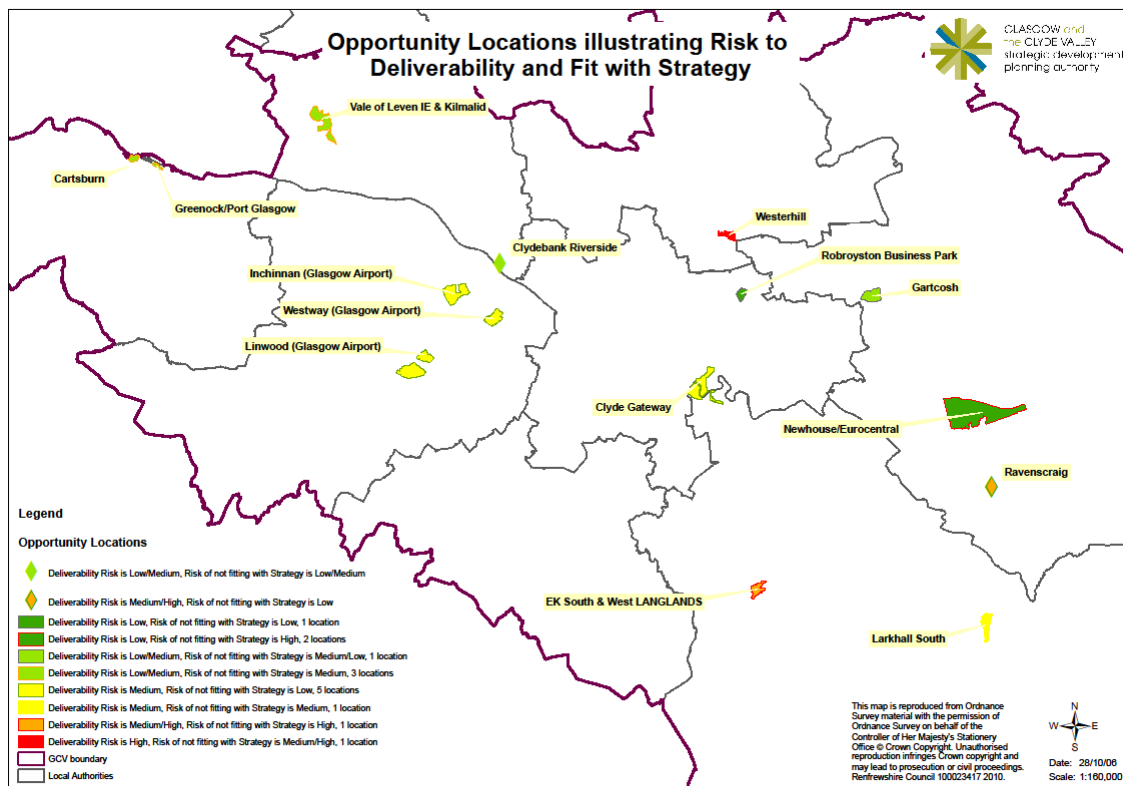 Opportunity Locations illustrating Risk to
Deliverability and Fit with Strategy
GLASGOW and
the CLYDE VALLEY
strategic development
planning authority
Vale of Leven IE & Kilmalid
Cartsburn
Greenock/Port Glasgow
Westerhill
Clydebank Riverside
Robroyston Business Park
Inchinnan (Glasgow Airport)
Gartcosh
Westway (Glasgow Airport)
Linwood (Glasgow Airport)
Clyde Gateway
Newhouse/Eurocentral
Ravenscraig
EK South & West LANGLANDS
Larkhall South
Legend
Opportunity Locations
Deliverability Risk is Low/Medium, Risk of not fitting with Strategy is Low/Medium
Deliverability Risk is Medium/High, Risk of not fitting with Strategy is Low
Deliverability Risk is Low, Risk of not fitting with Strategy is Low, 1 location
Deliverability Risk is Low, Risk of not fitting with Strategy is High, 2 locations
Deliverability Risk is Low/Medium, Risk of not fitting with Strategy is Medium/Low, 1 location
Deliverability Risk is Low/Medium, Risk of not fitting with Strategy is Medium, 3 locations
Deliverability Risk is Medium, Risk of not fitting with Strategy is Low, 5 locations
Deliverability Risk is Medium, Risk of not fitting with Strategy is Medium, 1 location
Deliverability Risk is Medium/High, Risk of not fitting with Strategy is High, 1 location
Deliverability Risk is High, Risk of not fitting with Strategy is Medium/High, 1 location
GCV boundary
Local Authorities
This map is reproduced from Ordnance
Survey material with the permission of
Ordnance Survey on behalf of the
Controller of Her Majesty's Stationery
Office © Crown Copyright. Unauthorised
reproduction infringes Crown copyright and
may lead to prosecution or civil proceedings.
Renfrewshire Council 100023417 2010.
N
W E
S
Date: 28/10/06
Scale: 1:160,000